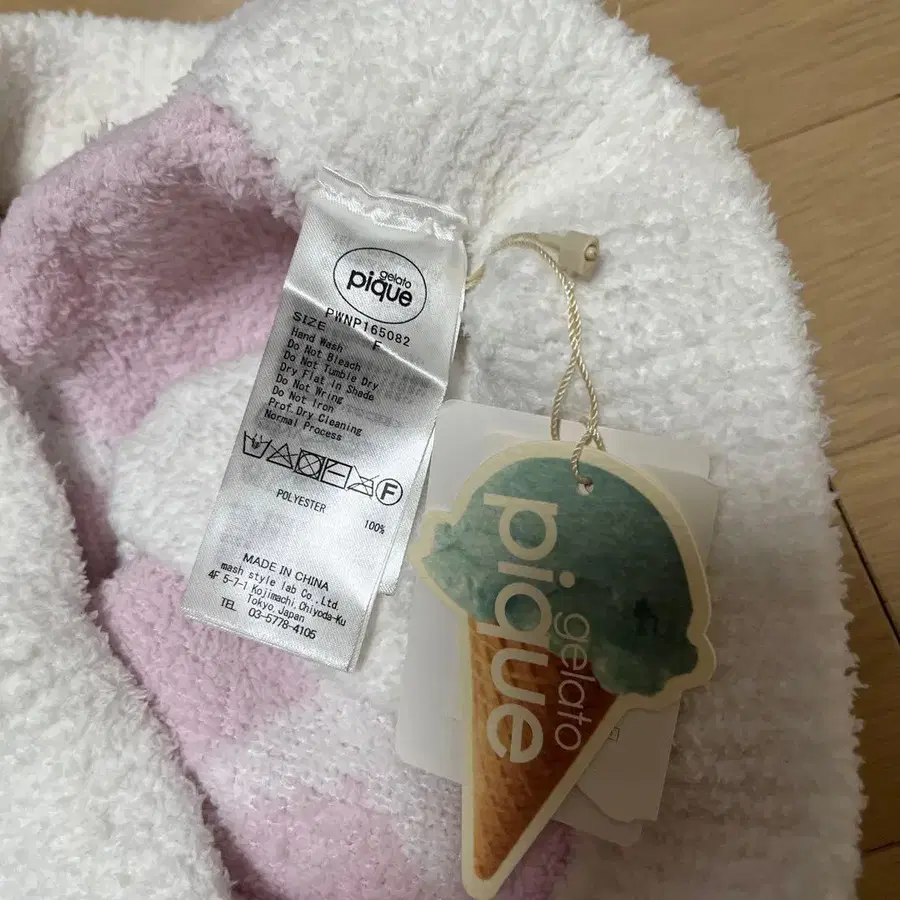 gelato
pique
PWNP165082
SIZE F
Hand Wash
Do Not Bleach
Do Not Tumble Dry
Dry Flat in Shade
Do Not Wring
Do Not Iron
Prof.Dry Cleaning
Normal Process
F
POLYESTER 100%
MADE IN CHINA
mash style lab Co.,Ltd.
4F 5-7-1 Kojimachi,Chiyoda-Ku
Tokyo,Japan
TEL 03-5778-4105
gelato
pique